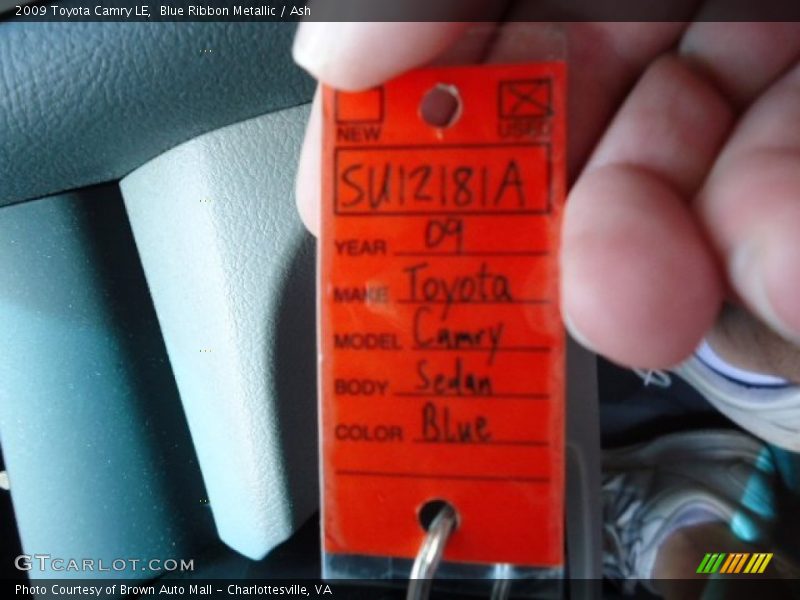 2009 Toyota Camry LE, Blue Ribbon Metallic / Ash
NEW USED
SU12181A
YEAR 09
MAKE Toyota
MODEL Camry
BODY Sedan
COLOR Blue
GTCARLOT.COM
Photo Courtesy of Brown Auto Mall - Charlottesville, VA